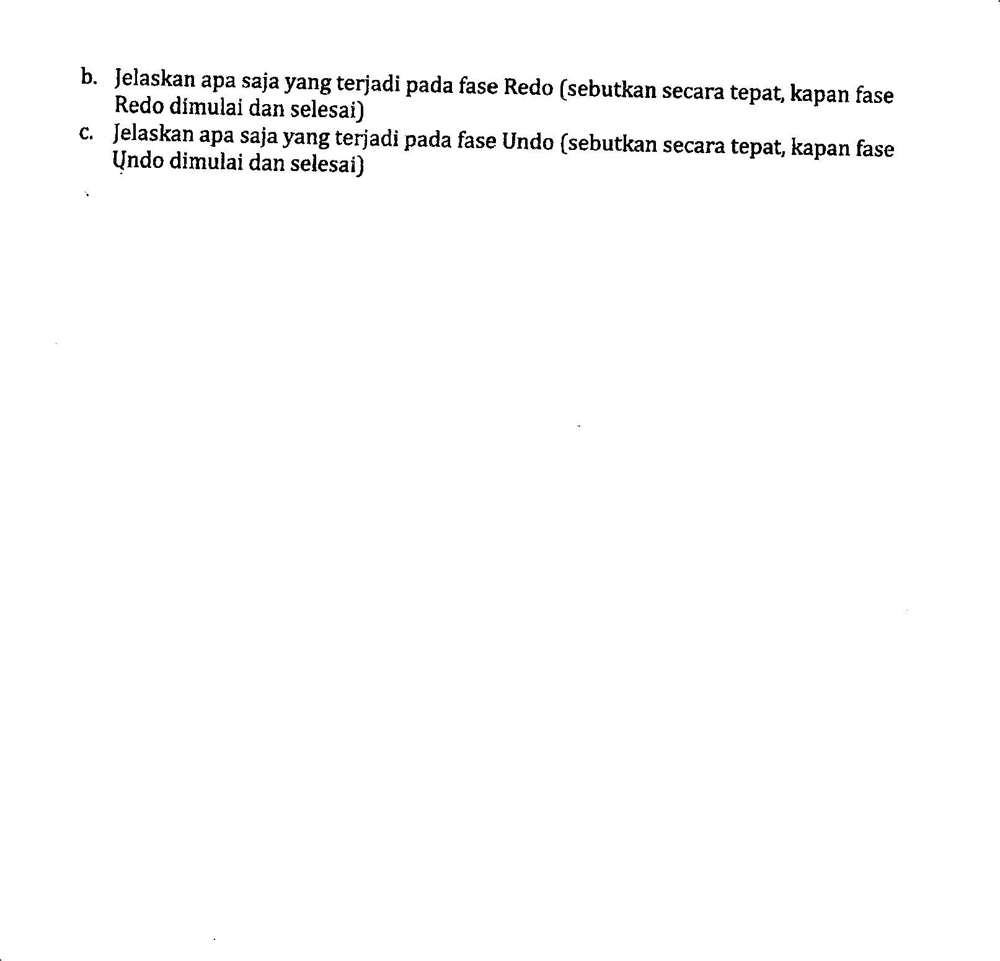 b. Jelaskan apa saja yang terjadi pada fase Redo (sebutkan secara tepat, kapan fase
Redo dimulai dan selesai)
c. Jelaskan apa saja yang terjadi pada fase Undo (sebutkan secara tepat, kapan fase
Undo dimulai dan selesai)